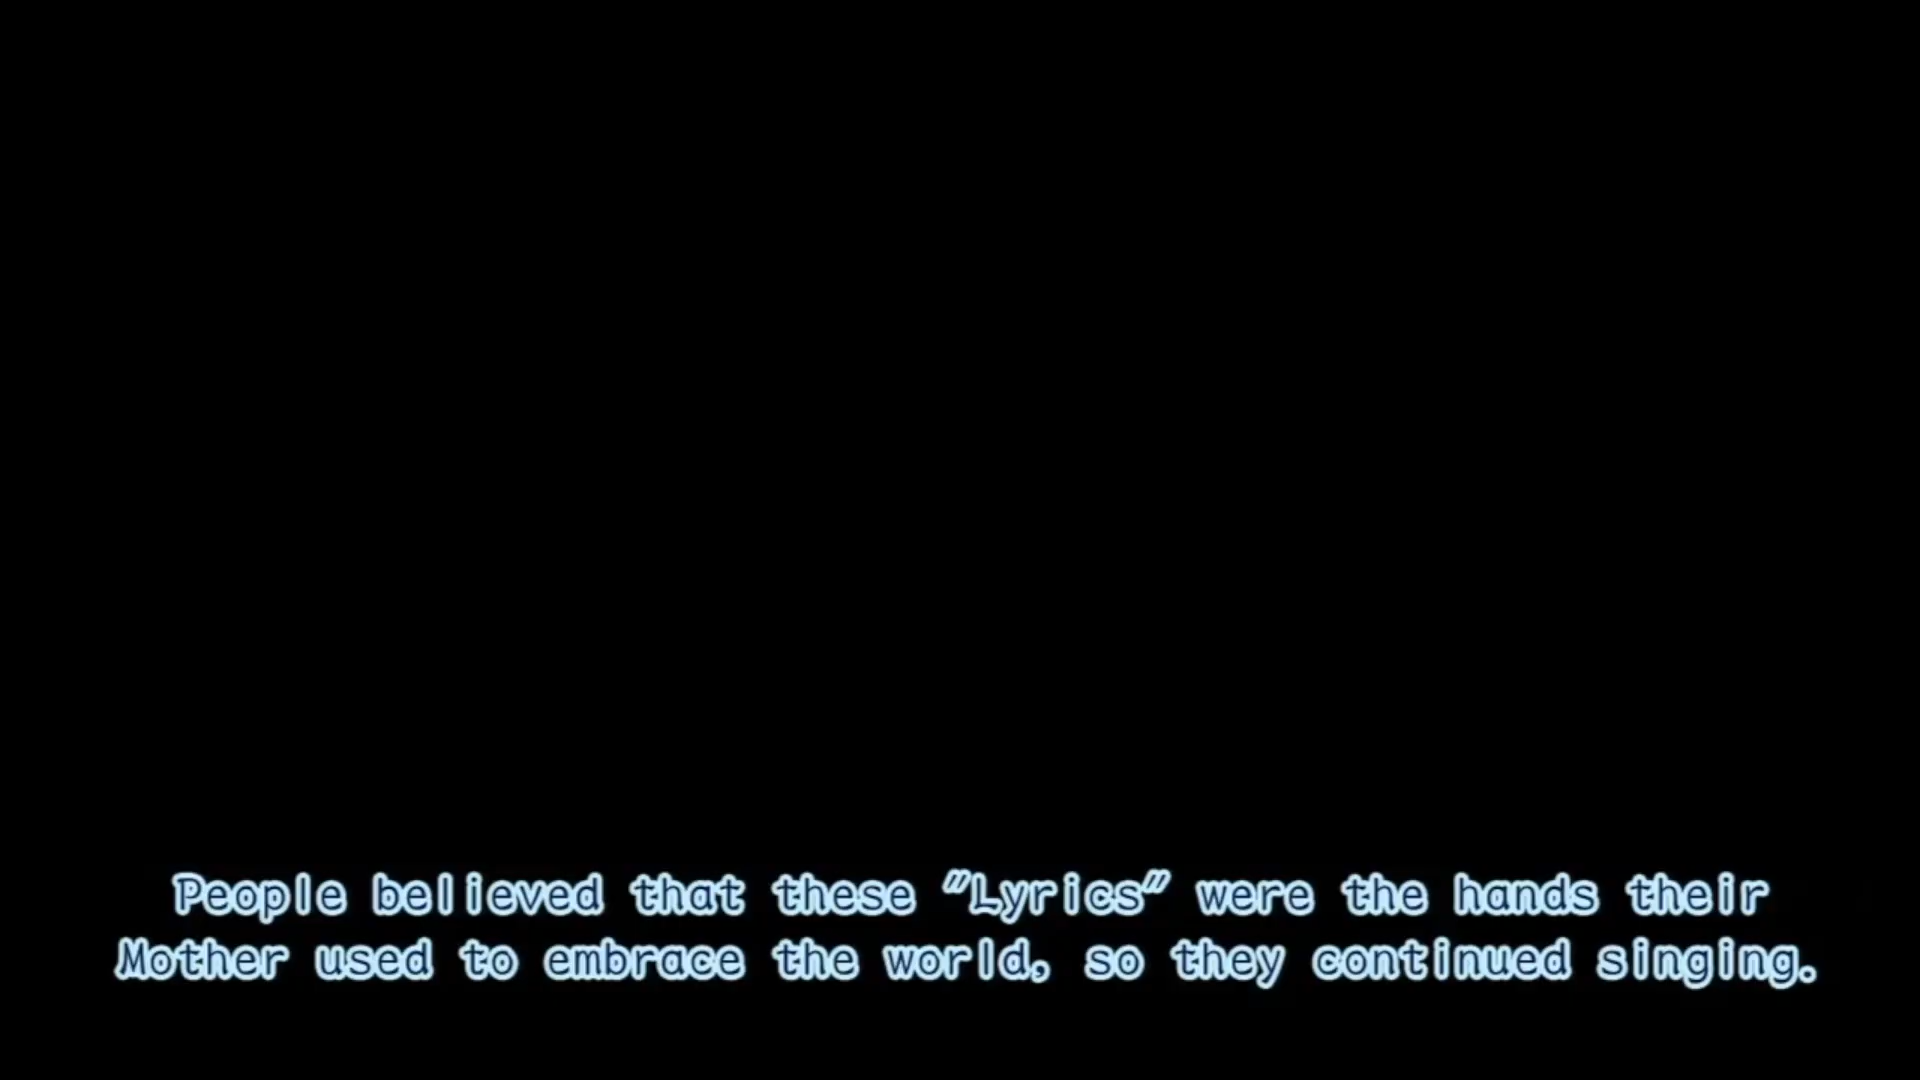 People believed that these "Lyrics" were the hands their
Mother used to embrace the world, so they continued singing.